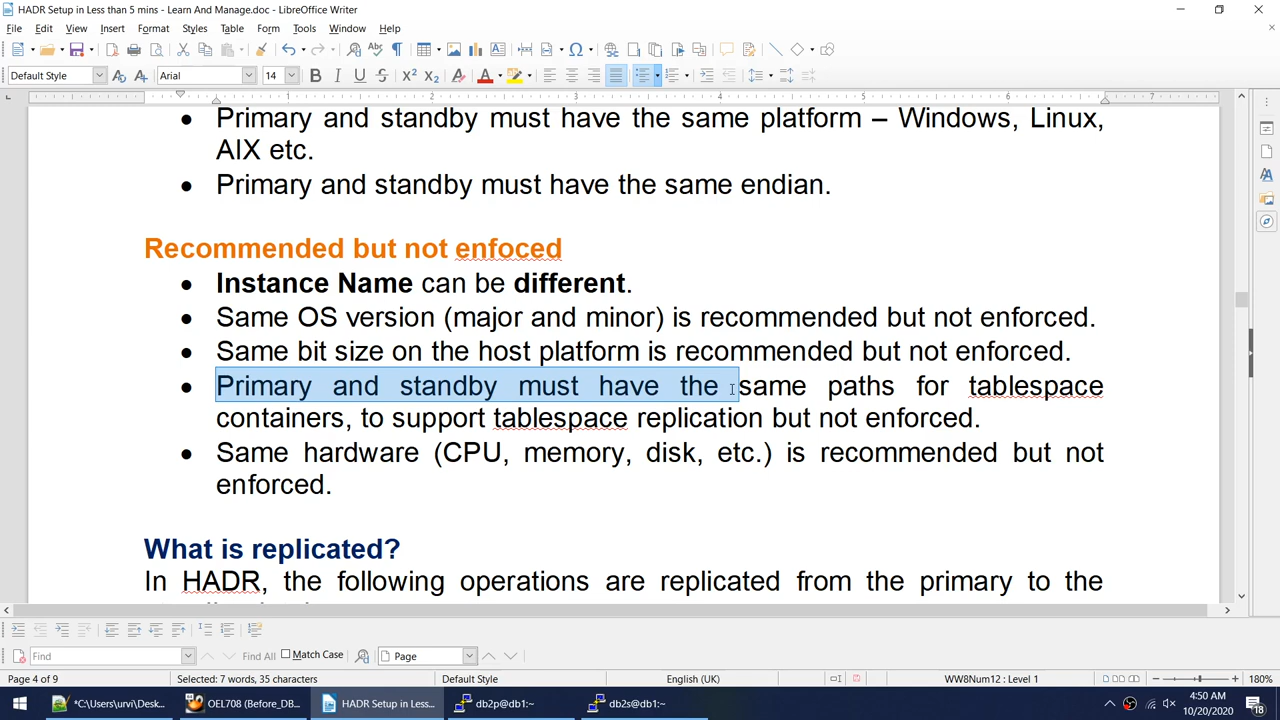 HADR Setup in Less than 5 mins - Learn And Manage.doc - LibreOffice Writer
File Edit View Insert Format Styles Table Form Tools Window Help
Default Style Arial 14
1 2 3 4 5 6 7
Primary and standby must have the same platform – Windows, Linux,
AIX etc.
Primary and standby must have the same endian.
Recommended but not enfoced
Instance Name can be different.
Same OS version (major and minor) is recommended but not enforced.
Same bit size on the host platform is recommended but not enforced.
Primary and standby must have the same paths for tablespace
containers, to support tablespace replication but not enforced.
Same hardware (CPU, memory, disk, etc.) is recommended but not
enforced.
What is replicated?
In HADR, the following operations are replicated from the primary to the
Find Find All Match Case Page
Page 4 of 9 Selected: 7 words, 35 characters Default Style English (UK) WW8Num12 : Level 1 180%
*C:\Users\urvi\Desk... OEL708 (Before_DB... HADR Setup in Less... db2p@db1:~ db2s@db1:~ 4:50 AM
10/20/2020 18